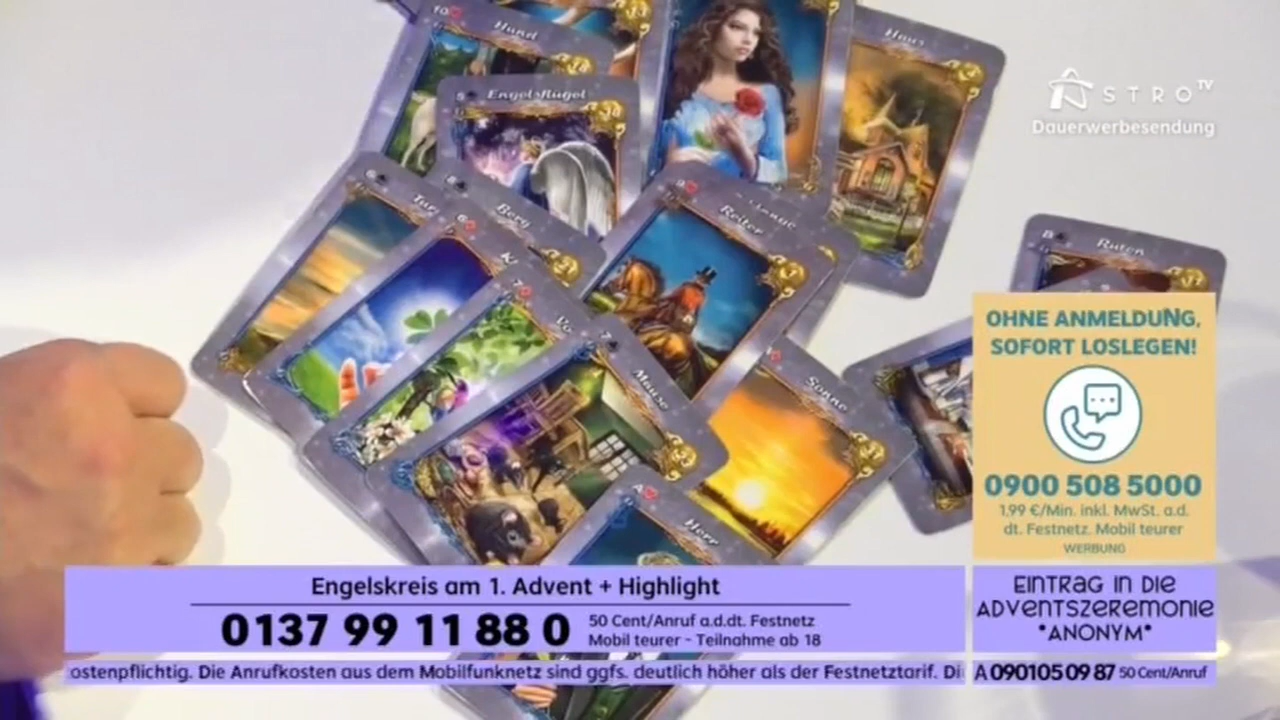 Hund
Engelsflügel
Haus
ASTRO TV
Dauerwerbesendung
Berg
Reiter
Ruten
Mäuse
Sonne
Herr
OHNE ANMELDUNG,
SOFORT LOSLEGEN!
0900 508 5000
1,99 €/Min. inkl. MwSt. a.d.
dt. Festnetz. Mobil teurer
WERBUNG
Engelskreis am 1. Advent + Highlight
0137 99 11 88 0
50 Cent/Anruf a.d.dt. Festnetz
Mobil teurer - Teilnahme ab 18
EINTRAG IN DIE
ADVENTSZEREMONIE
*ANONYM*
ostenpflichtig. Die Anrufkosten aus dem Mobilfunknetz sind ggfs. deutlich höher als der Festnetztarif. Di
A 090105 09 87 50 Cent/Anruf